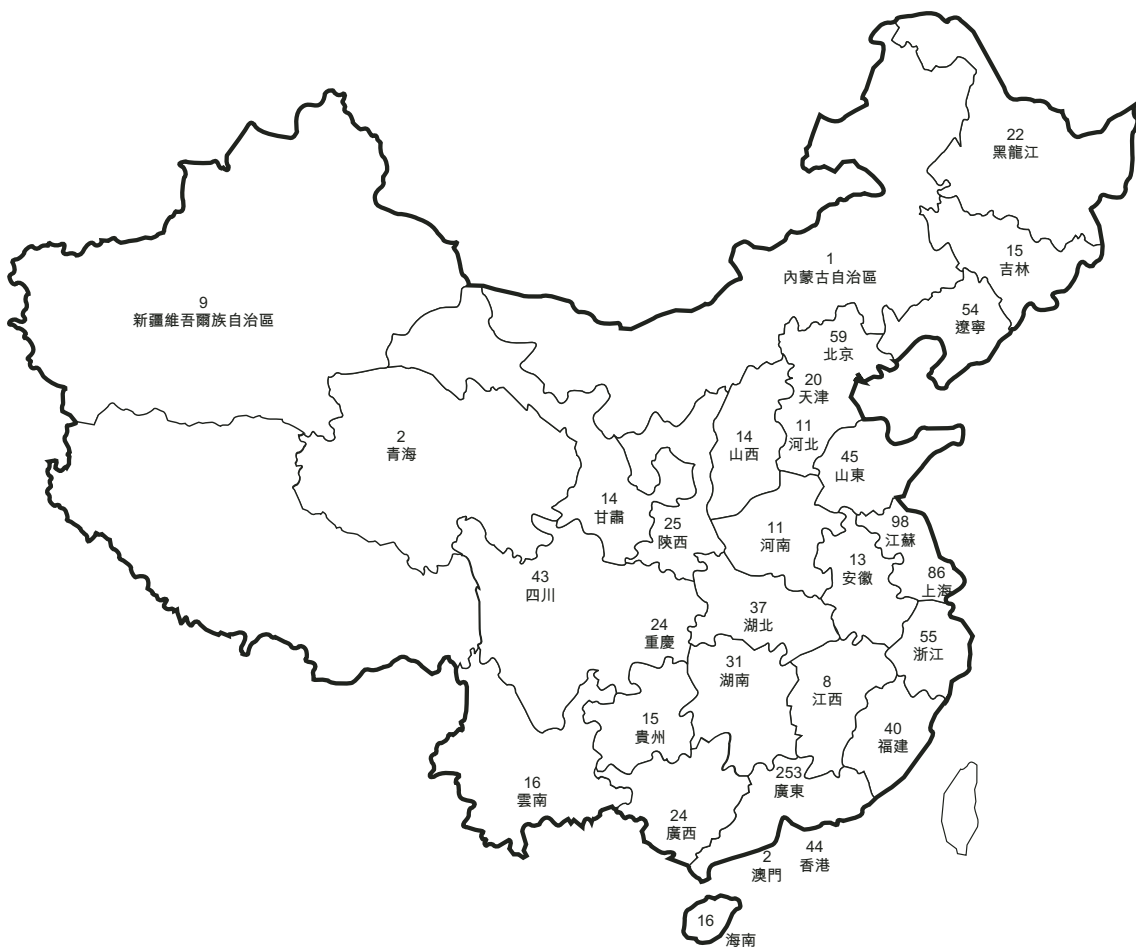 22
黑龍江
15
吉林
1
內蒙古自治區
9
新疆維吾爾族自治區
54
遼寧
59
北京
20
天津
11
河北
2
青海
14
山西
45
山東
14
甘肅
25
陝西
11
河南
98
江蘇
13
安徽
86
上海
43
四川
37
湖北
24
重慶
55
浙江
31
湖南
8
江西
15
貴州
40
福建
253
廣東
16
雲南
24
廣西
44
香港
2
澳門
16
海南